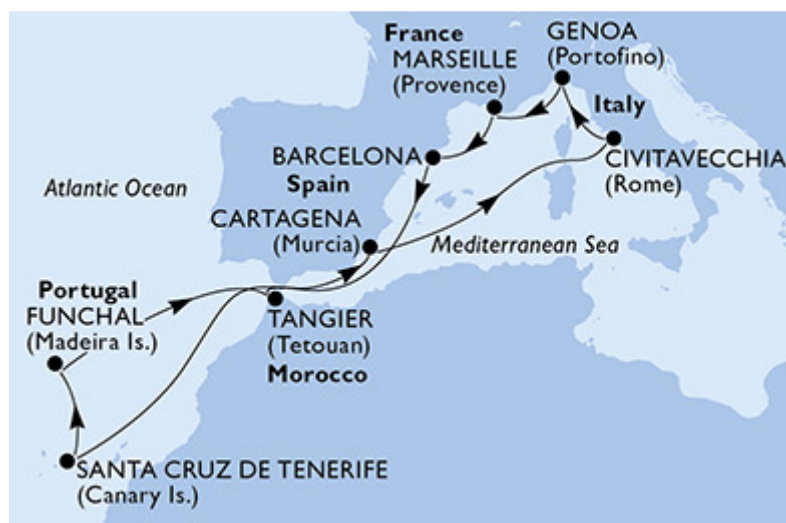 France
MARSEILLE
(Provence)
GENOA
(Portofino)
Italy
CIVITAVECCHIA
(Rome)
BARCELONA
Spain
Atlantic Ocean
CARTAGENA
(Murcia)
Mediterranean Sea
Portugal
FUNCHAL
(Madeira Is.)
TANGIER
(Tetouan)
Morocco
SANTA CRUZ DE TENERIFE
(Canary Is.)